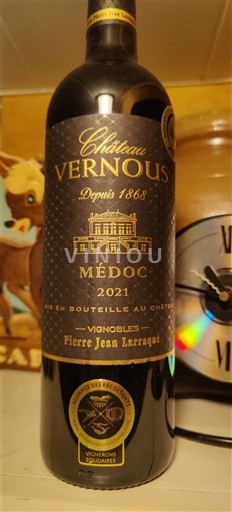 Château
VERNOUS
Depuis 1868
VINIOU
MÉDOC
2021
MIS EN BOUTEILLE AU CHÂTEAU
VIGNOBLES
Pierre Jean Larraqué
VIGNERONS
SOLIDAIRES